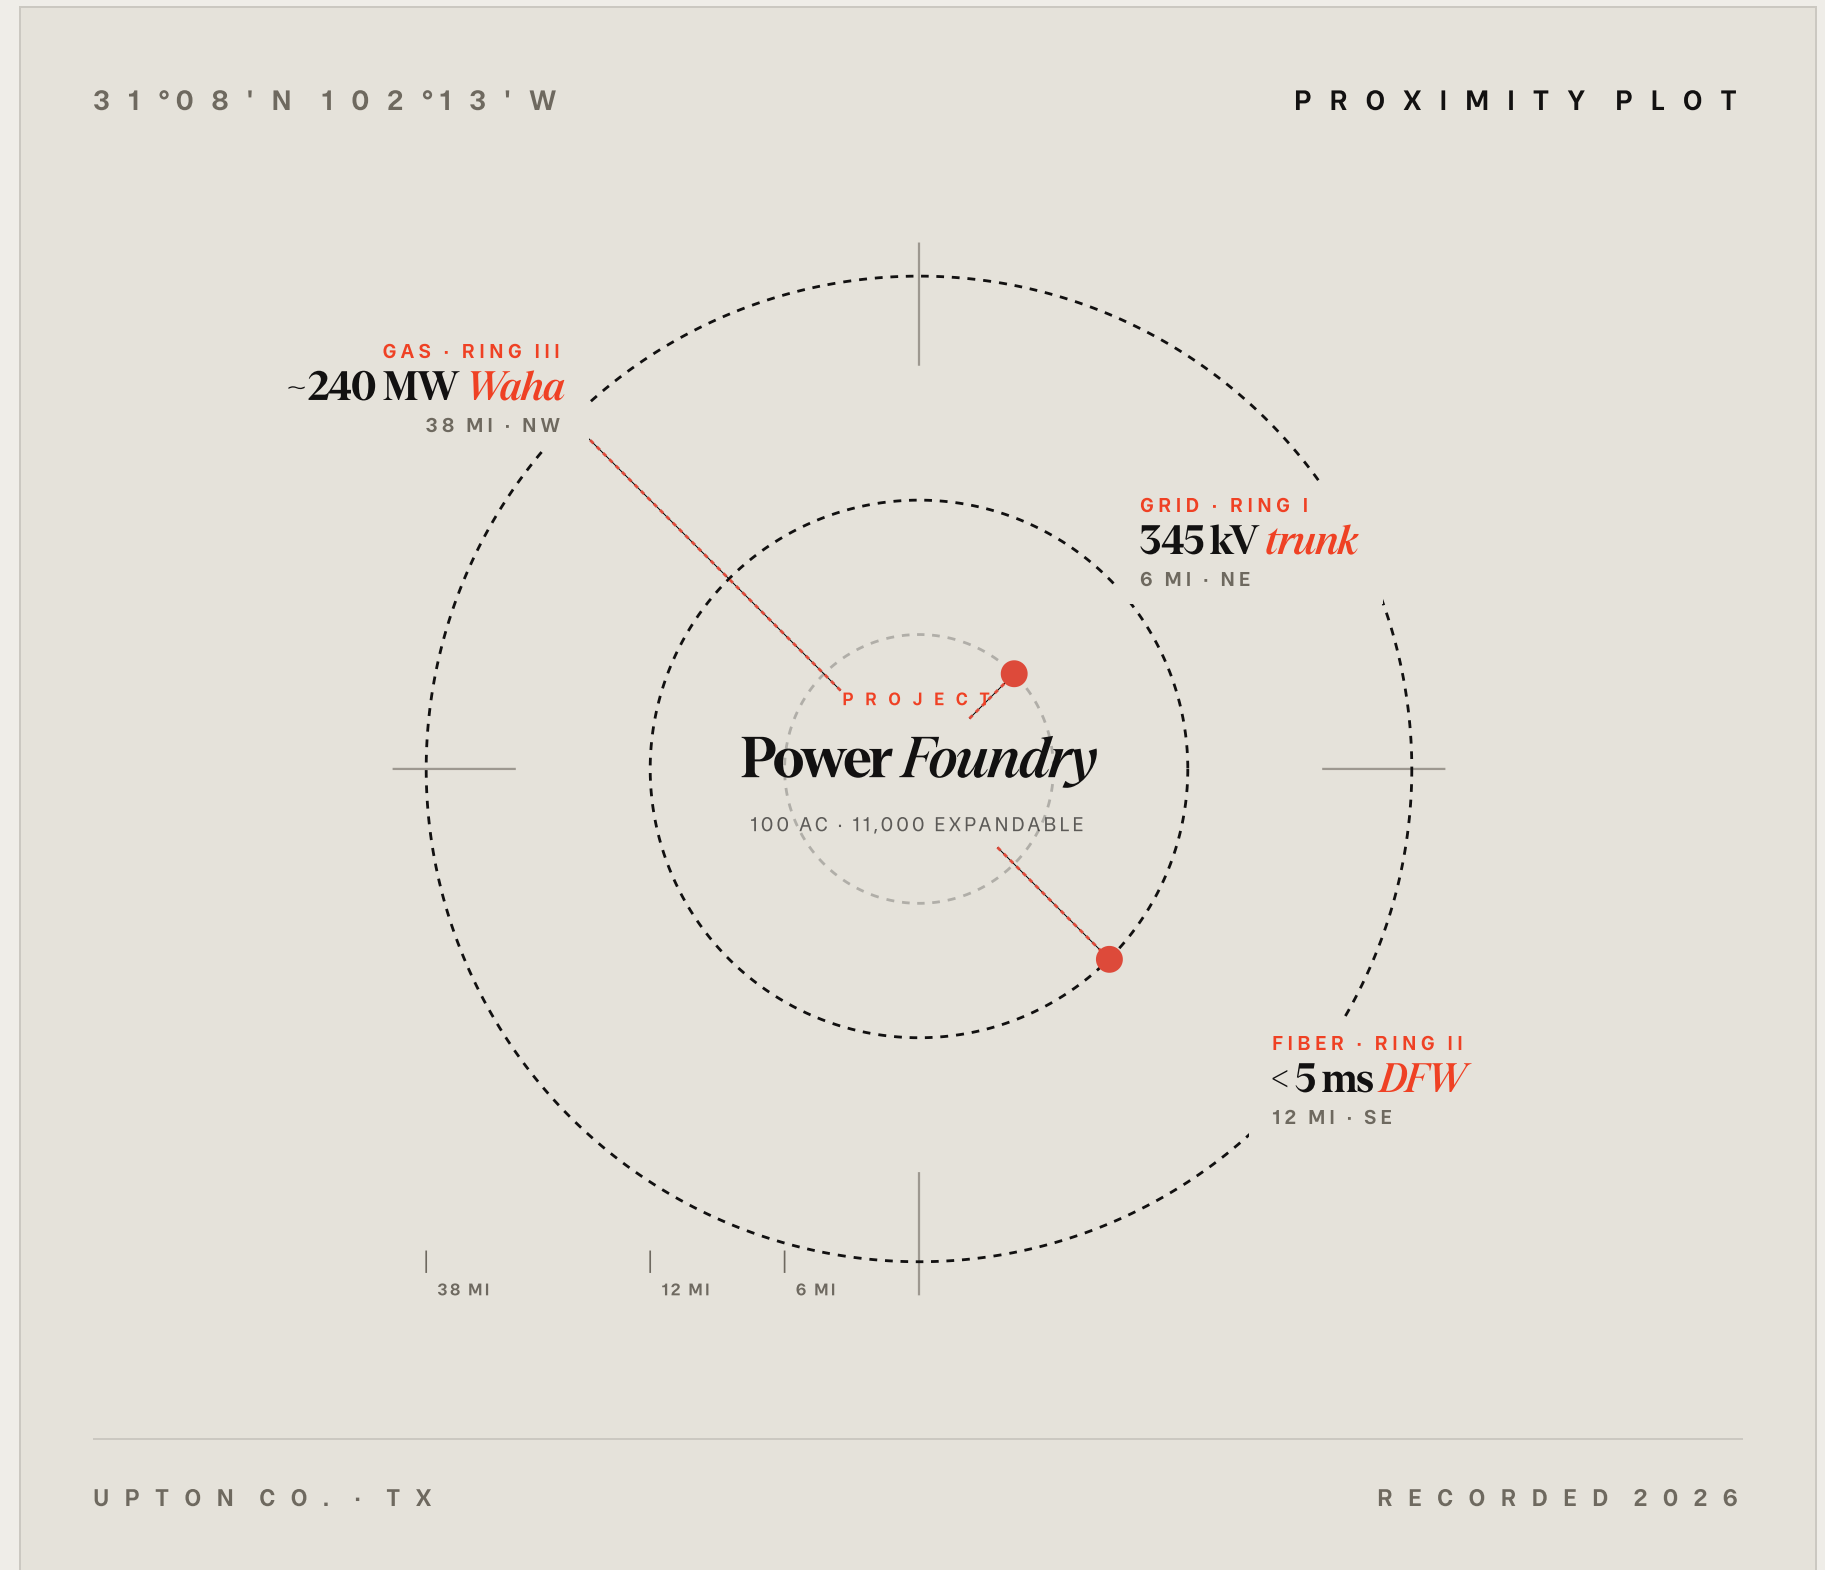 31°08'N 102°13'W
PROXIMITY PLOT
GAS · RING III
~240 MW Waha
38 MI · NW
GRID · RING I
345 kV trunk
6 MI · NE
PROJECT
Power Foundry
100 AC · 11,000 EXPANDABLE
FIBER · RING II
<5 ms DFW
12 MI · SE
38 MI
12 MI
6 MI
UPTON CO. · TX
RECORDED 2026